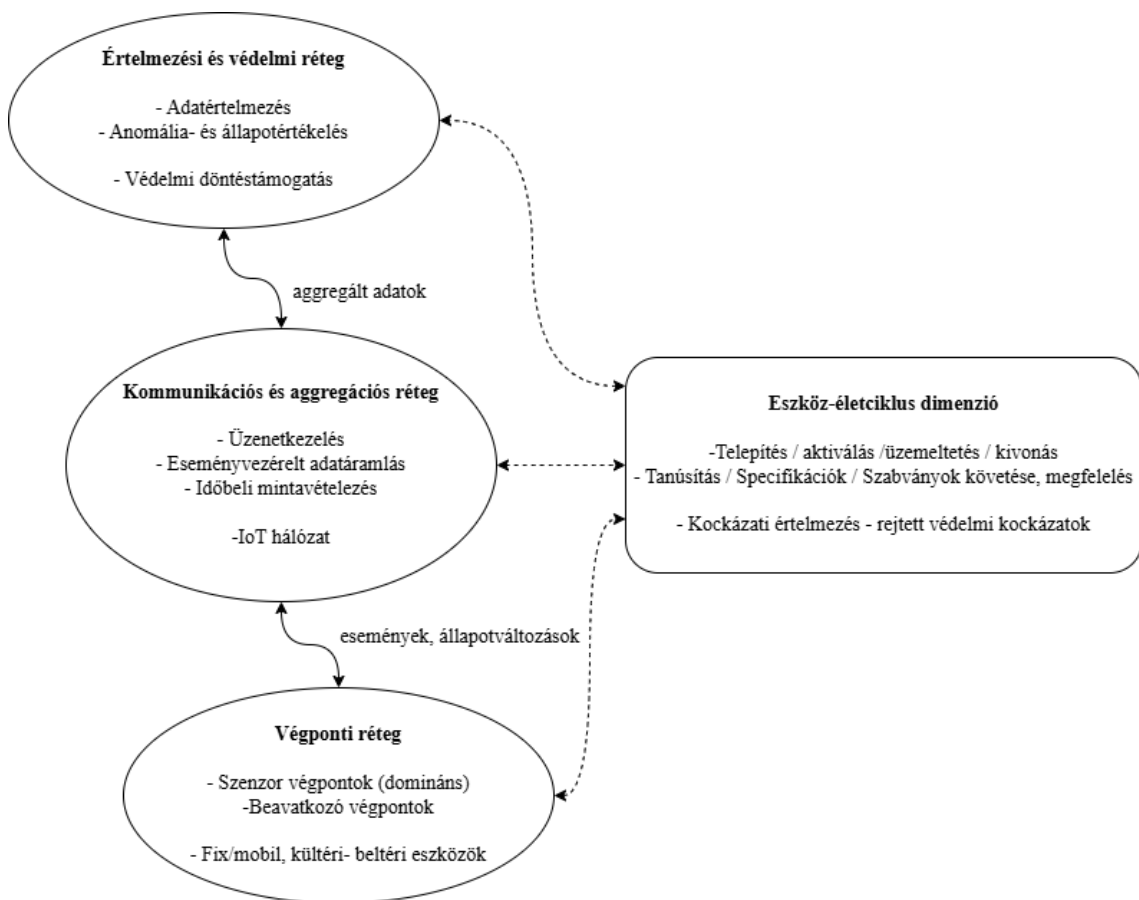 Értelmezési és védelmi réteg
- Adatértelmezés
- Anomália- és állapotértékelés
- Védelmi döntéstámogatás
aggregált adatok
Kommunikációs és aggregációs réteg
- Üzenetkezelés
- Eseményvezérelt adatáramlás
- Időbeli mintavételezés
-IoT hálózat
Eszköz-életciklus dimenzió
-Telepítés / aktiválás /üzemeltetés / kivonás
- Tanúsítás / Specifikációk / Szabványok követése, megfelelés
- Kockázati értelmezés - rejtett védelmi kockázatok
események, állapotváltozások
Végponti réteg
- Szenzor végpontok (domináns)
-Beavatkozó végpontok
- Fix/mobil, kültéri- beltéri eszközök